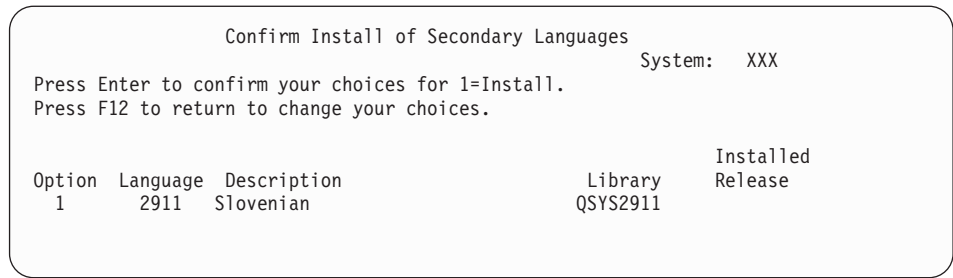 Confirm Install of Secondary Languages
System: XXX
Press Enter to confirm your choices for 1=Install.
Press F12 to return to change your choices.
Installed
Option Language Description Library Release
1 2911 Slovenian QSYS2911